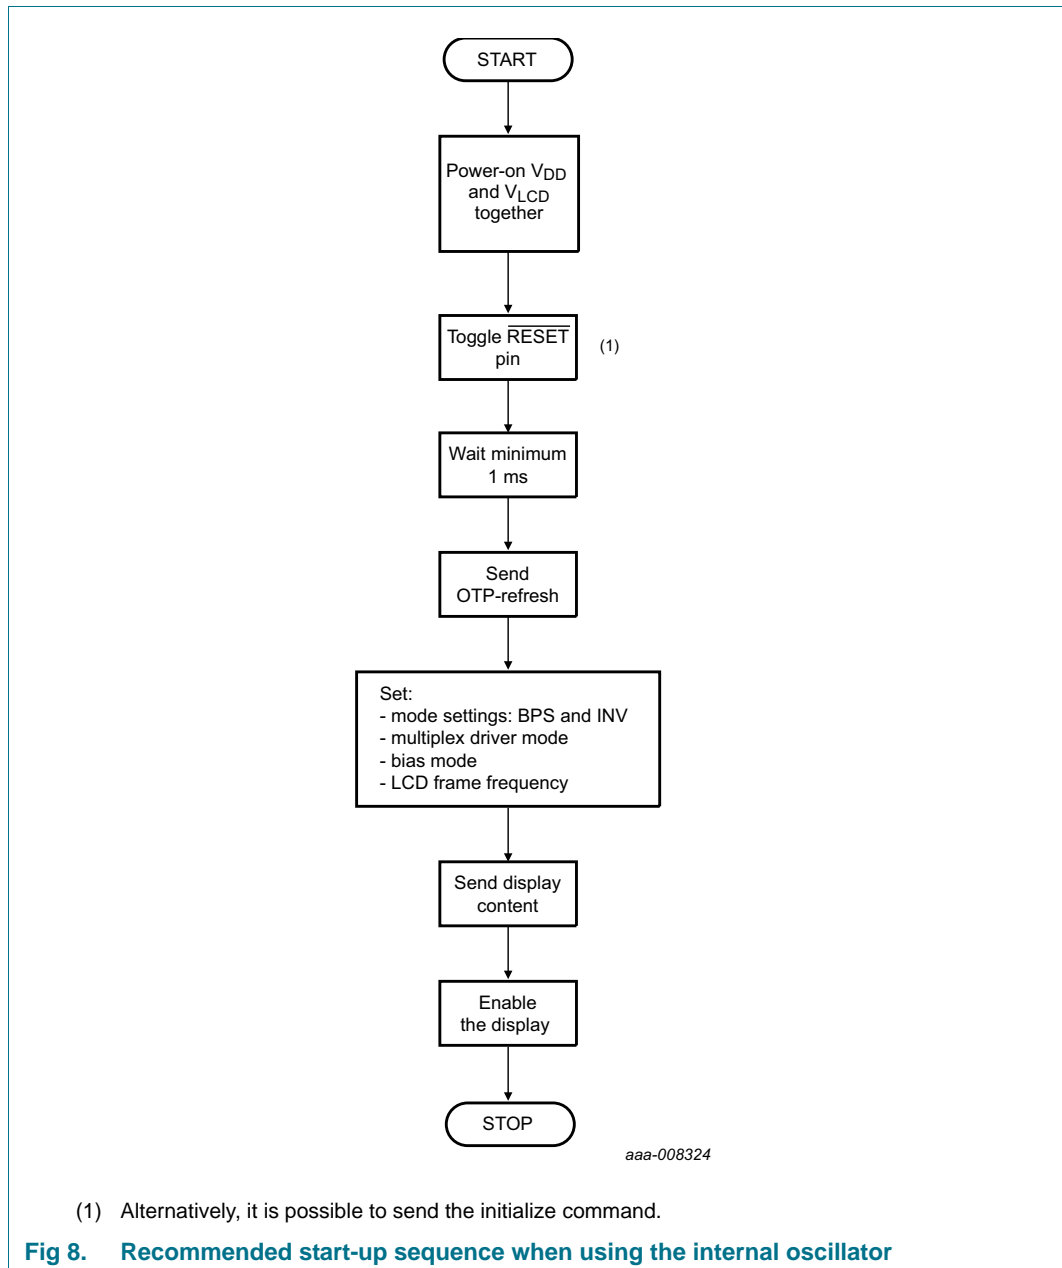 START
Power-on VDD
and VLCD
together
Toggle RESET
pin
(1)
Wait minimum
1 ms
Send
OTP-refresh
Set:
- mode settings: BPS and INV
- multiplex driver mode
- bias mode
- LCD frame frequency
Send display
content
Enable
the display
STOP
aaa-008324
(1) Alternatively, it is possible to send the initialize command.
Fig 8. Recommended start-up sequence when using the internal oscillator